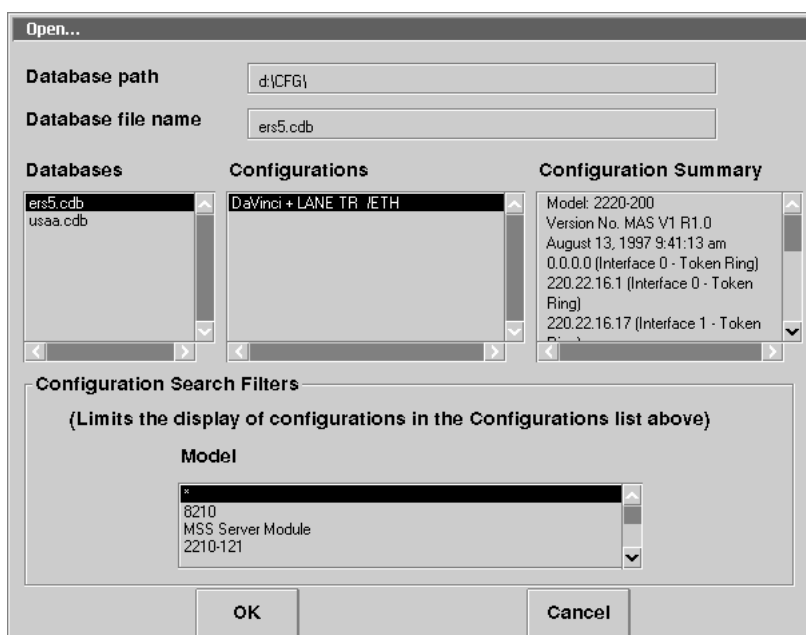 Open...
Database path
d:\CFG\
Database file name
ers5.cdb
Databases
ers5.cdb
usaa.cdb
Configurations
DaVinci + LANE TR /ETH
Configuration Summary
Model: 2220-200
Version No. MAS V1 R1.0
August 13, 1997 9:41:13 am
0.0.0.0 (Interface 0 - Token Ring)
220.22.16.1 (Interface 0 - Token
Ring)
220.22.16.17 (Interface 1 - Token
Configuration Search Filters
(Limits the display of configurations in the Configurations list above)
Model
*
8210
MSS Server Module
2210-121
OK
Cancel